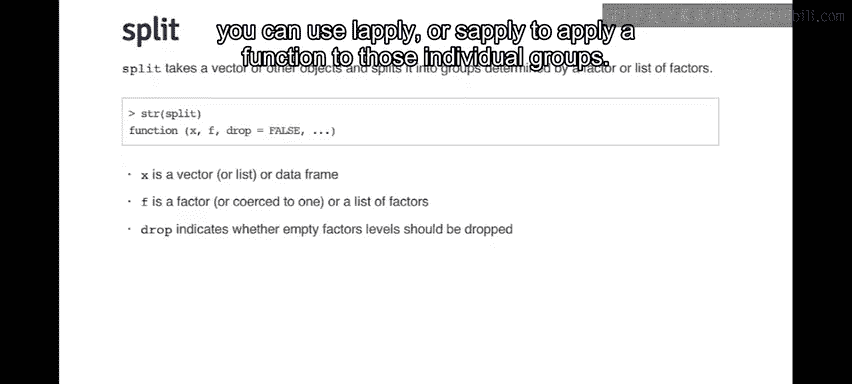 split
you can use lapply, or sapply to apply a
function to those individual groups.
split takes a vector or other objects and splits it into groups determined by a factor or list of factors.
> str(split)
function (x, f, drop = FALSE, ...)
· x is a vector (or list) or data frame
· f is a factor (or coerced to one) or a list of factors
· drop indicates whether empty factors levels should be dropped